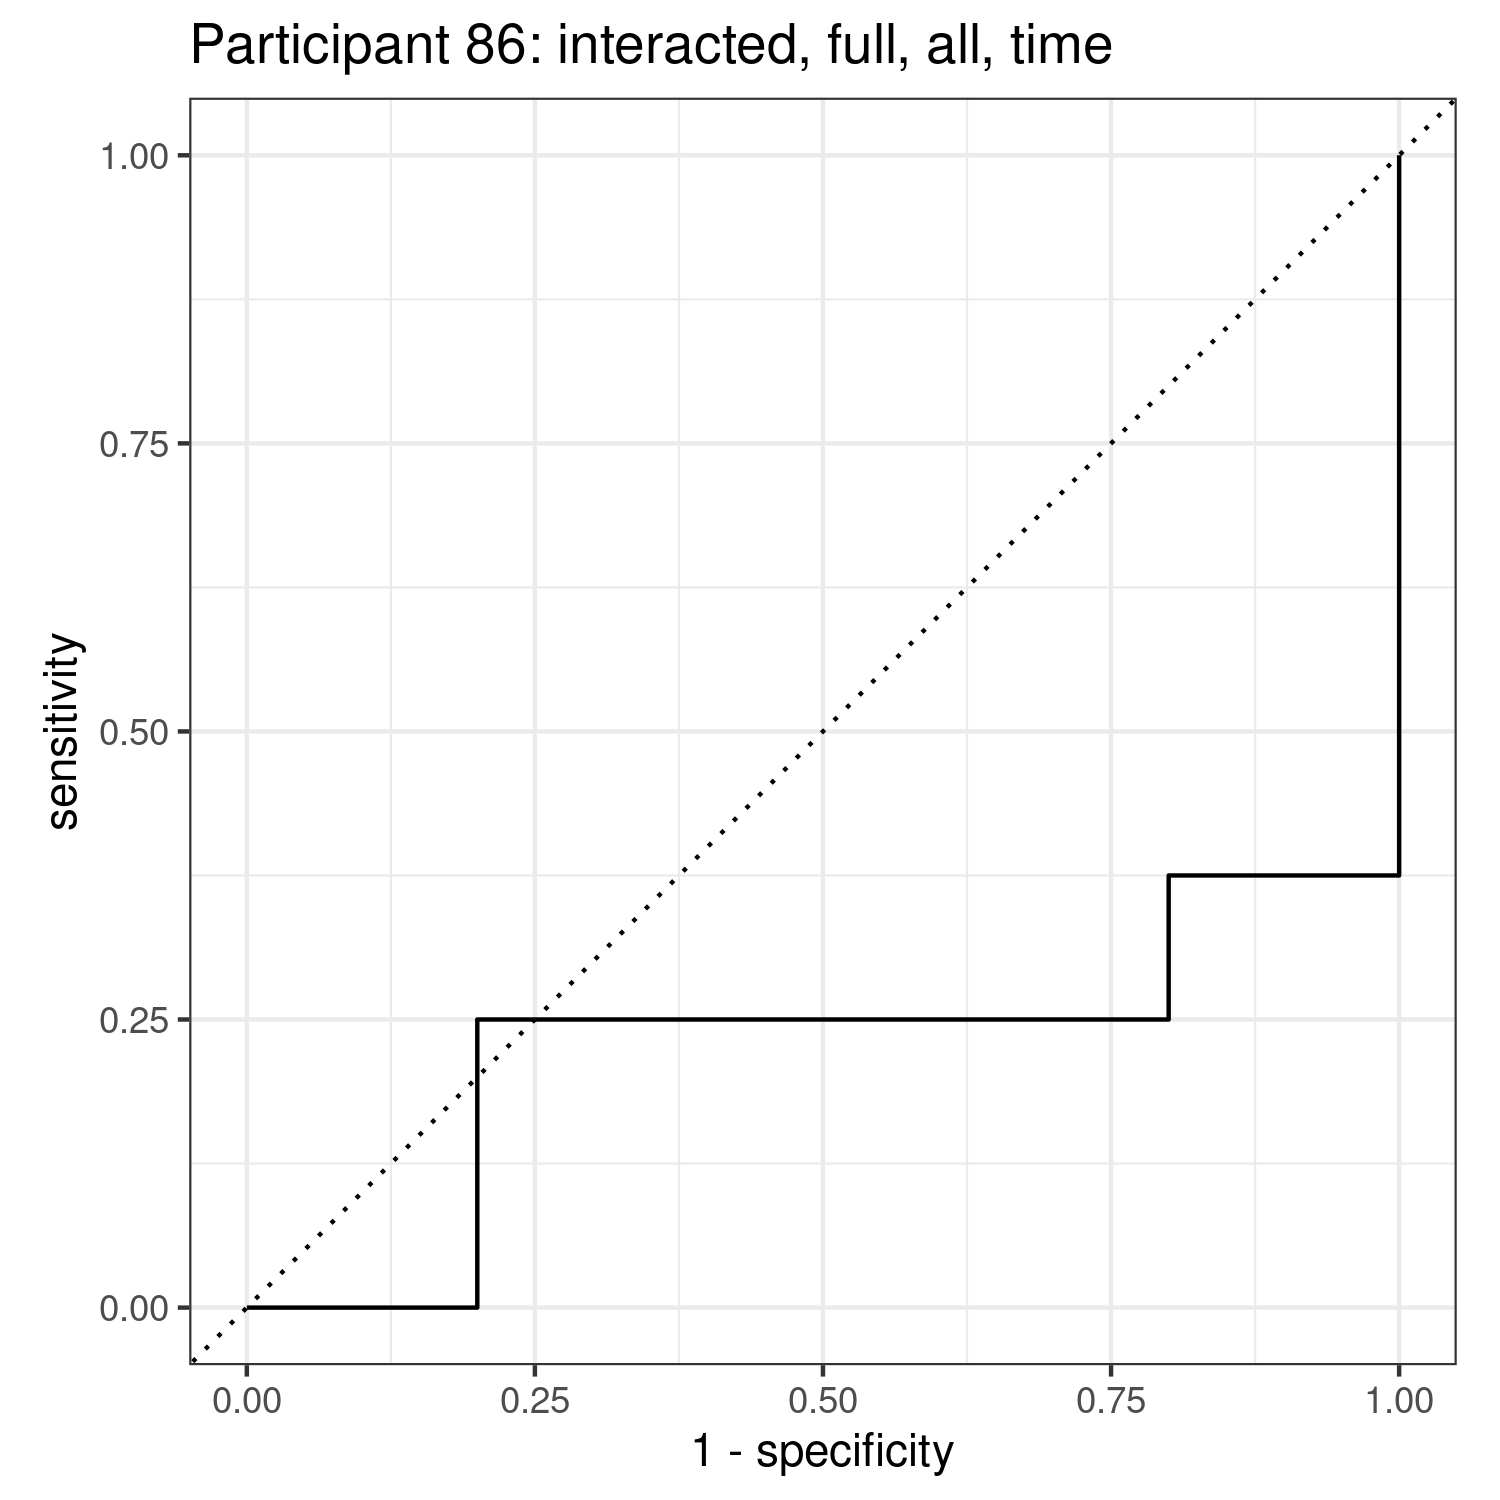 Participant 86: interacted, full, all, time
1.00
0.75
0.50
0.25
0.00
sensitivity
0.00 0.25 0.50 0.75 1.00
1 - specificity